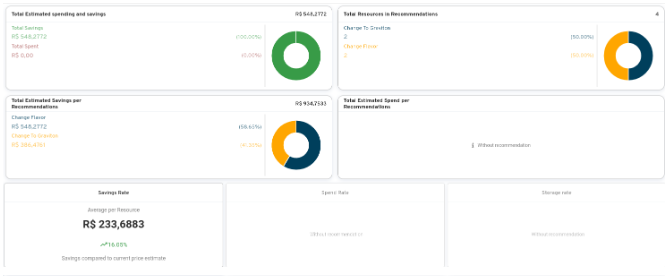 Total Estimated spending and savings
R$ 548,2772
Total Savings
R$ 548,2772
(100,00%)
Total Spent
R$ 0,00
(0,00%)
Total Resources in Recommendations
4
Change To Graviton
2
(50,00%)
Change Flavor
2
(50,00%)
Total Estimated Savings per
Recommendations
R$ 934,7533
Change Flavor
R$ 548,2772
(58,65%)
Change To Graviton
R$ 386,4761
Total Estimated Spend per
Recommendations
Without recommendation
Savings Rate
Average per Resource
R$ 233,6883
16.05%
Savings compared to current price estimate
Spend Rate
Without recommendation
Storage rate
Without recommendation